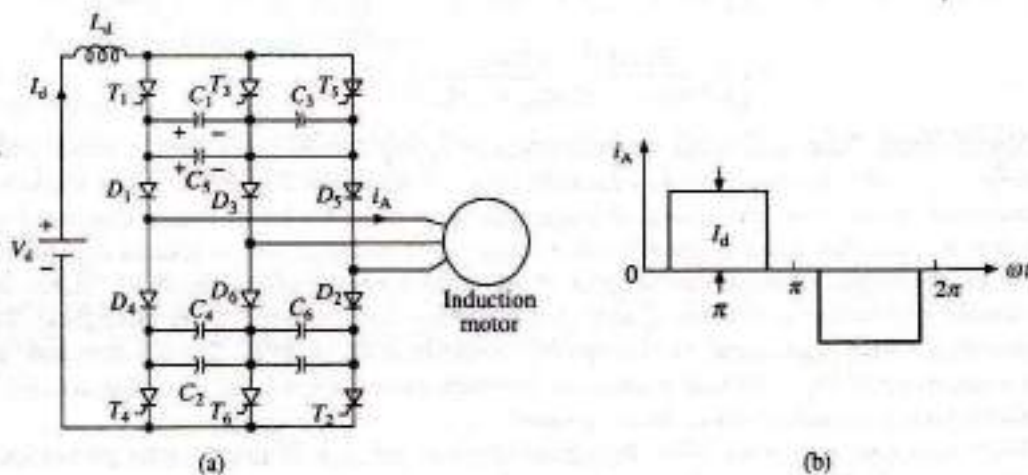 L_d
I_d
T_1 C_1 T_3 C_3 T_5
+ −
+ −
C_5
D_1 D_3 D_5 i_A
+
V_d
−
D_4 D_6 D_2
C_4 C_6
C_2
T_4 T_6 T_2
Induction
motor
(a)
i_A
I_d
0 π π 2π ωt
(b)